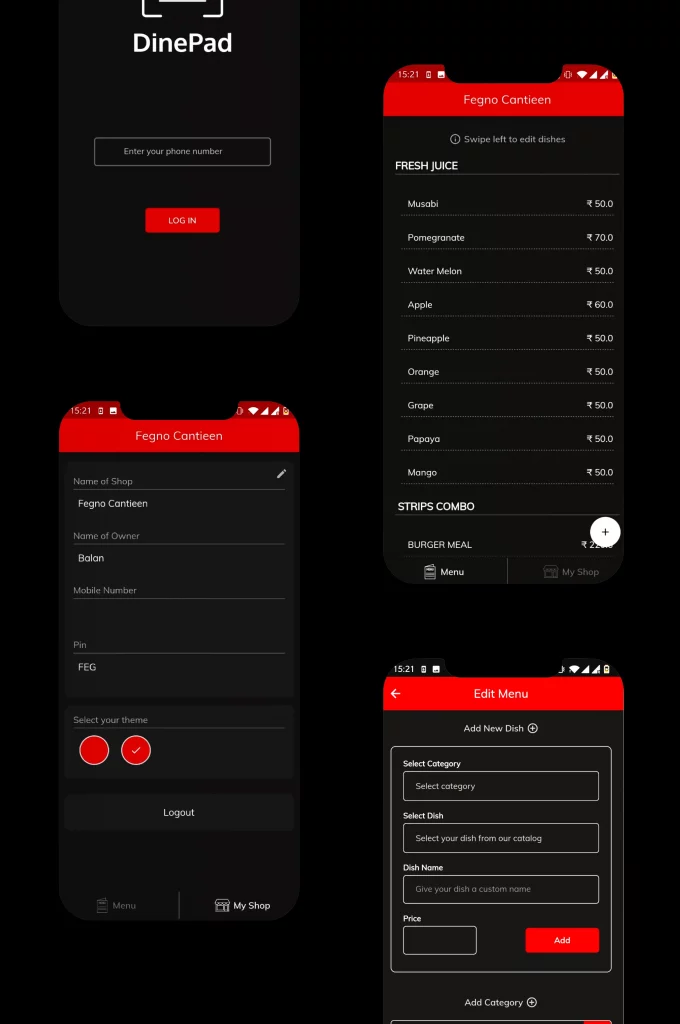 DinePad
Enter your phone number
LOG IN
15:21
Fegno Cantieen
Swipe left to edit dishes
FRESH JUICE
Musabi ₹ 50.0
Pomegranate ₹ 70.0
Water Melon ₹ 50.0
Apple ₹ 60.0
Pineapple ₹ 50.0
Orange ₹ 50.0
Grape ₹ 50.0
Papaya ₹ 50.0
Mango ₹ 50.0
STRIPS COMBO
BURGER MEAL
+
Menu My Shop
15:21
Fegno Cantieen
Name of Shop
Fegno Cantieen
Name of Owner
Balan
Mobile Number
Pin
FEG
Select your theme
Logout
Menu My Shop
15:21
Edit Menu
Add New Dish
Select Category
Select category
Select Dish
Select your dish from our catalog
Dish Name
Give your dish a custom name
Price
Add
Add Category